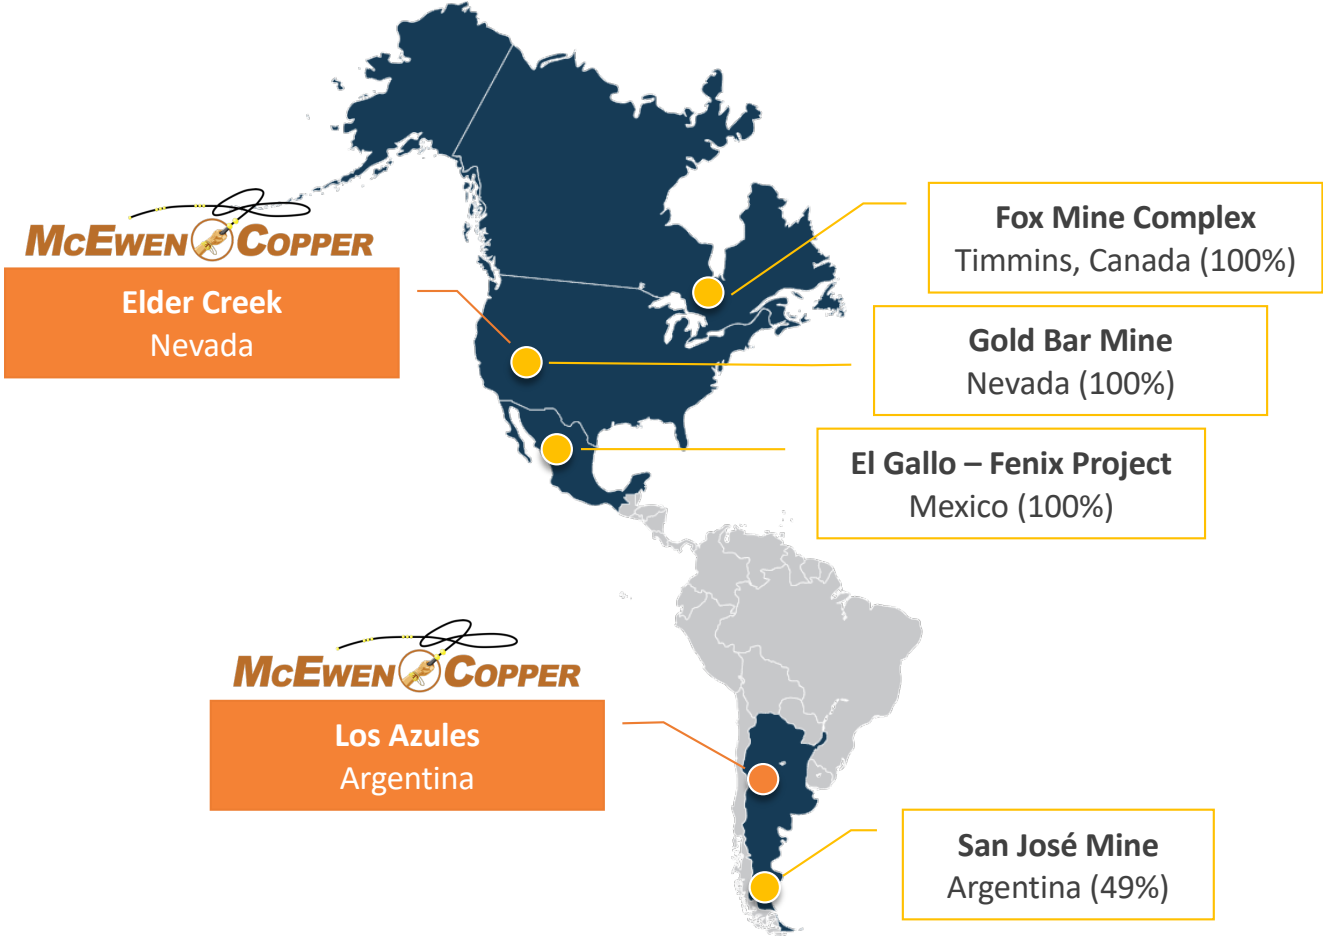 McEwen Copper
Elder Creek
Nevada
Fox Mine Complex
Timmins, Canada (100%)
Gold Bar Mine
Nevada (100%)
El Gallo – Fenix Project
Mexico (100%)
McEwen Copper
Los Azules
Argentina
San José Mine
Argentina (49%)